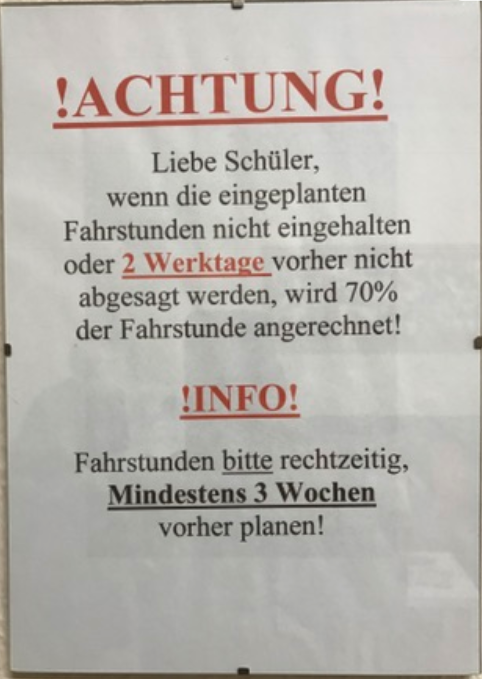 !ACHTUNG!
Liebe Schüler,
wenn die eingeplanten
Fahrstunden nicht eingehalten
oder 2 Werktage vorher nicht
abgesagt werden, wird 70%
der Fahrstunde angerechnet!
!INFO!
Fahrstunden bitte rechtzeitig,
Mindestens 3 Wochen
vorher planen!